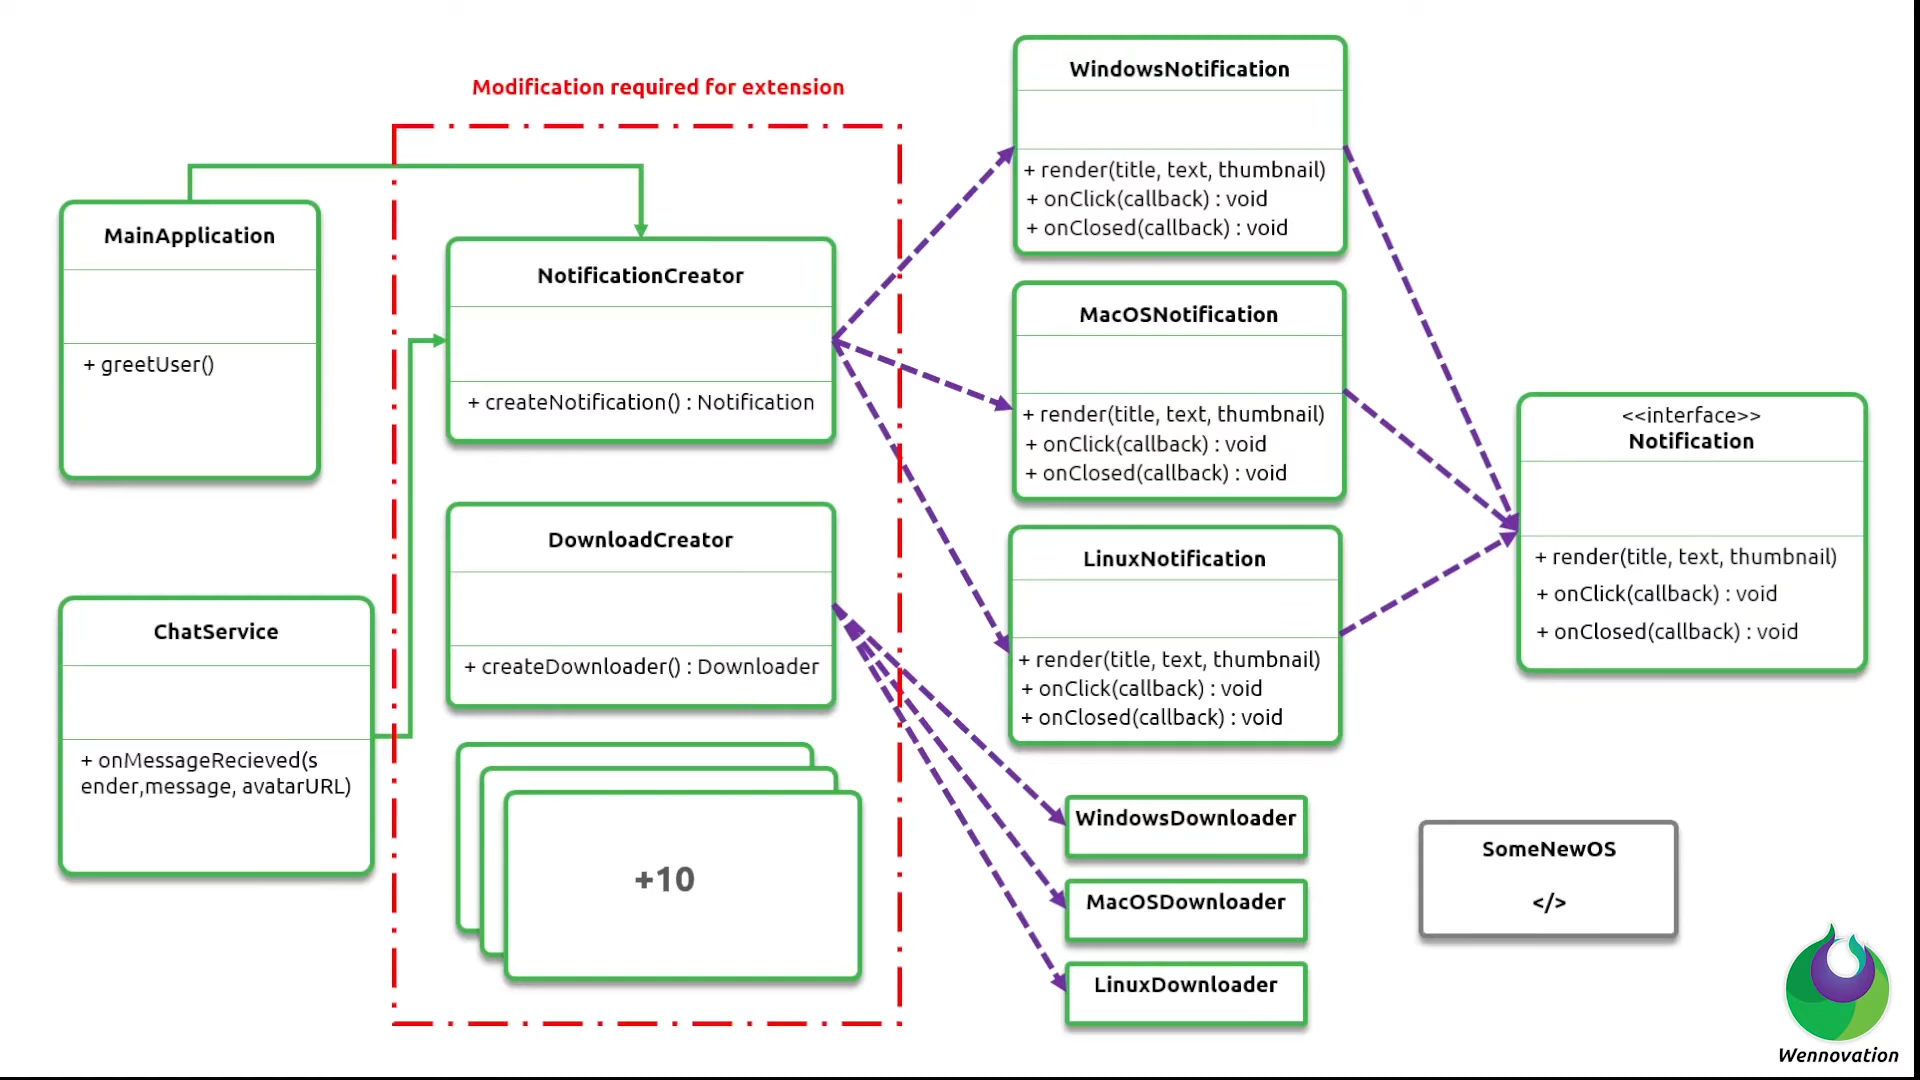 Modification required for extension
MainApplication
+ greetUser()
ChatService
+ onMessageRecieved(s
ender,message, avatarURL)
NotificationCreator
+ createNotification() : Notification
DownloadCreator
+ createDownloader() : Downloader
+10
WindowsNotification
+ render(title, text, thumbnail)
+ onClick(callback) : void
+ onClosed(callback) : void
MacOSNotification
+ render(title, text, thumbnail)
+ onClick(callback) : void
+ onClosed(callback) : void
LinuxNotification
+ render(title, text, thumbnail)
+ onClick(callback) : void
+ onClosed(callback) : void
WindowsDownloader
MacOSDownloader
LinuxDownloader
<<interface>>
Notification
+ render(title, text, thumbnail)
+ onClick(callback) : void
+ onClosed(callback) : void
SomeNewOS
</>
Wennovation